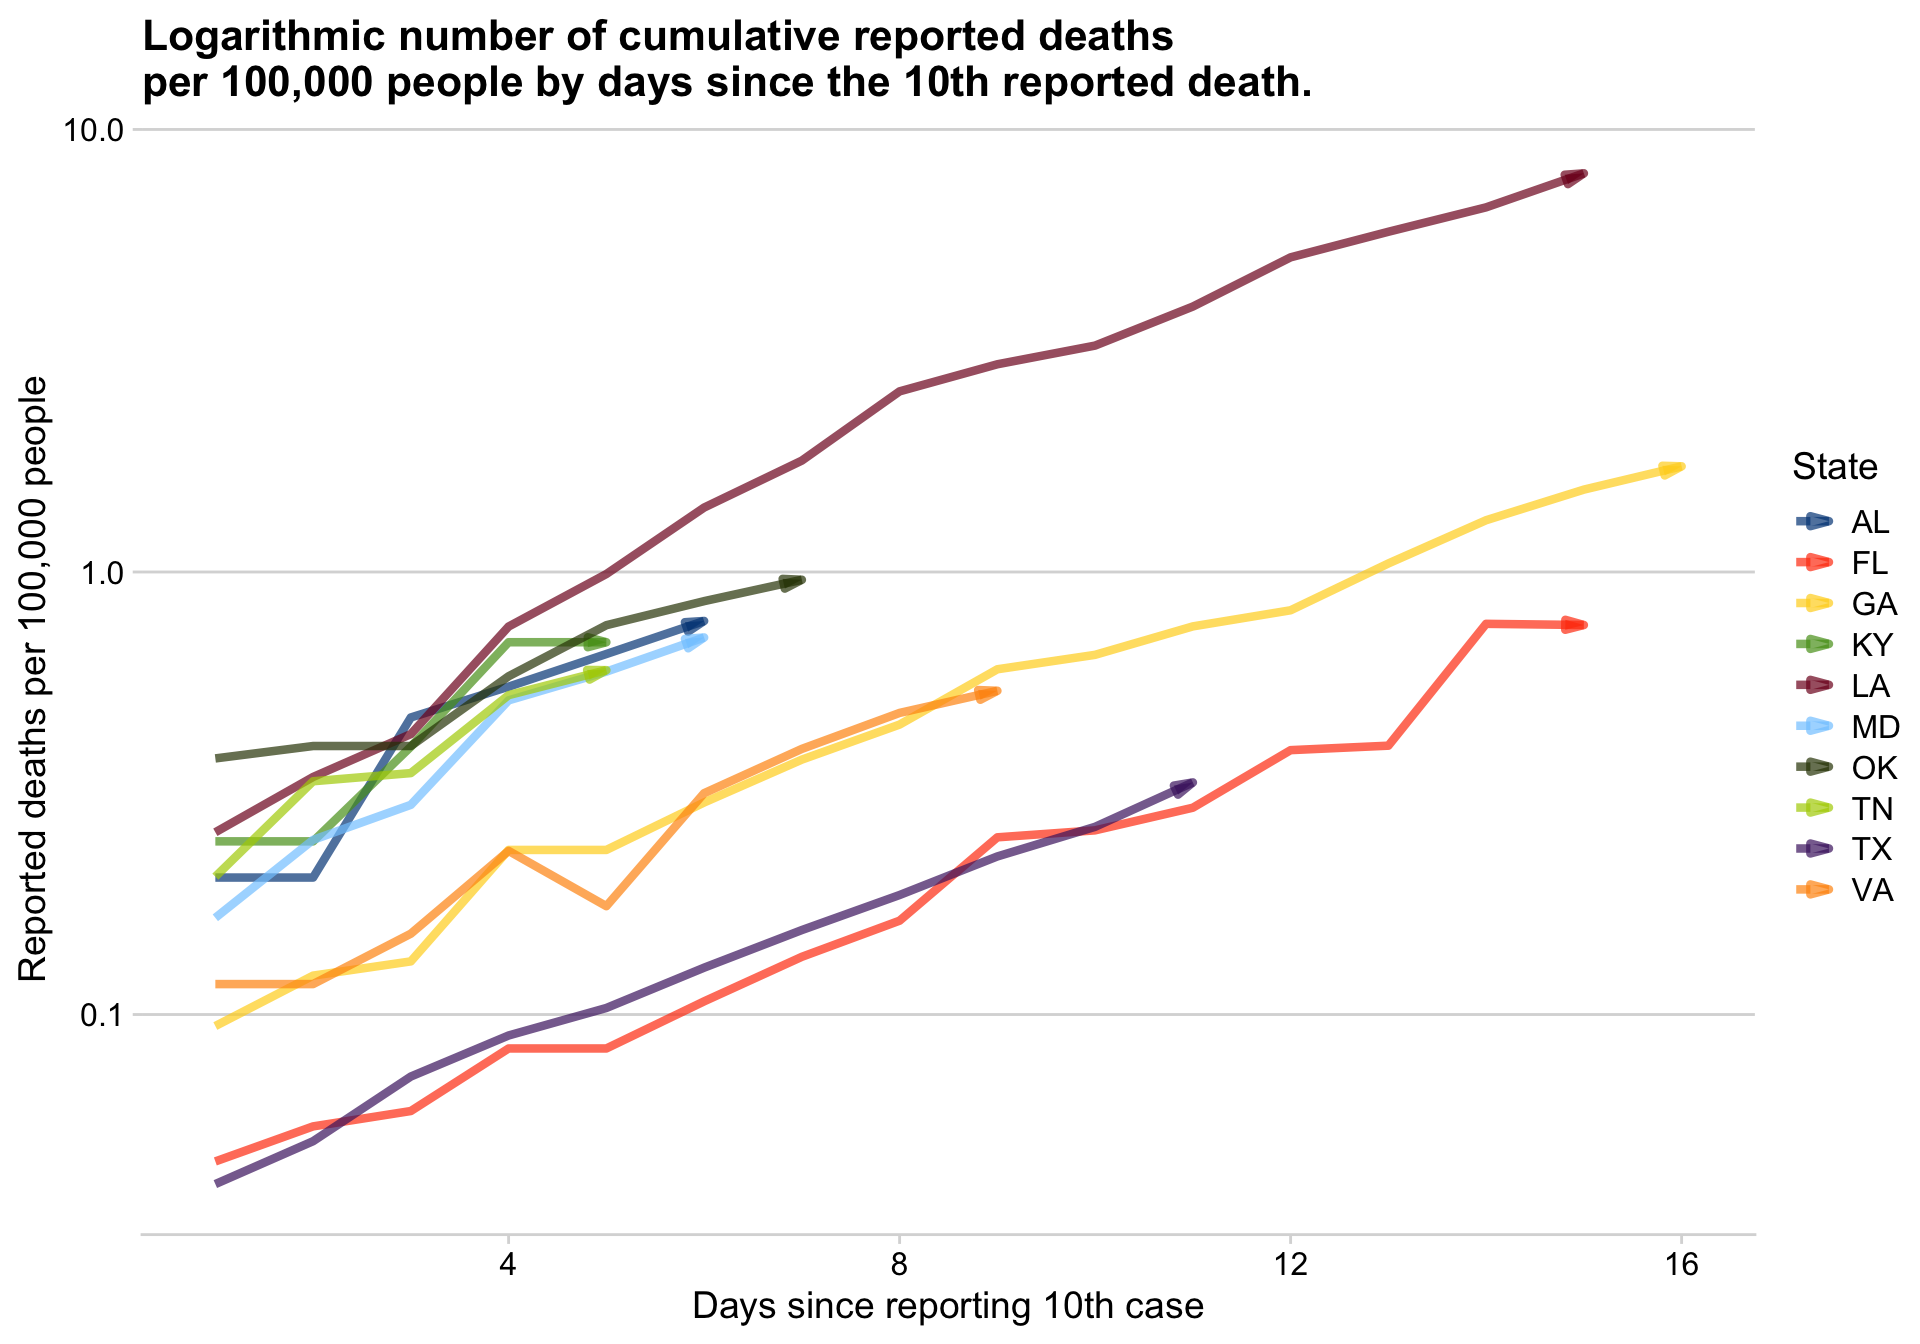 Logarithmic number of cumulative reported deaths
per 100,000 people by days since the 10th reported death.
10.0
1.0
0.1
Reported deaths per 100,000 people
4
8
12
16
Days since reporting 10th case
State
AL
FL
GA
KY
LA
MD
OK
TN
TX
VA